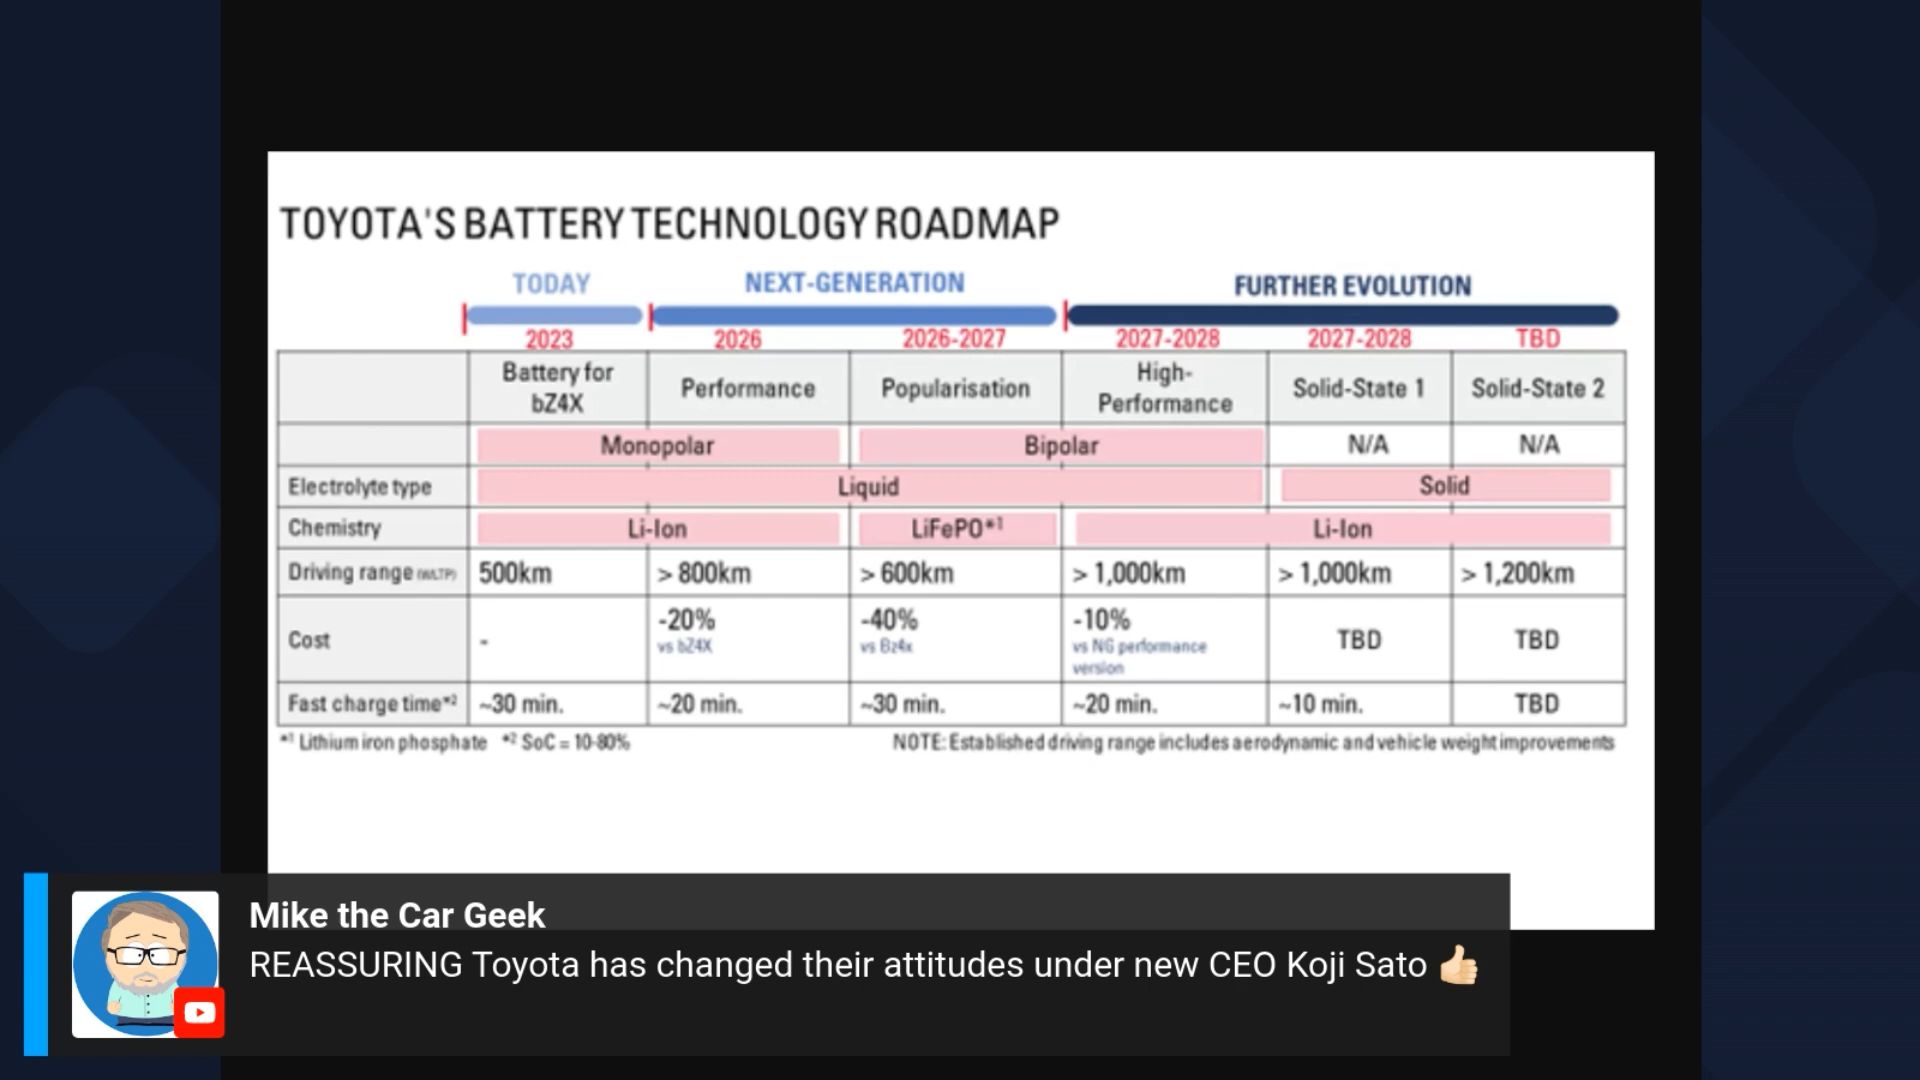 TOYOTA'S BATTERY TECHNOLOGY ROADMAP
TODAY NEXT-GENERATION FURTHER EVOLUTION
2023 2026 2026-2027 2027-2028 2027-2028 TBD
Battery for bZ4X Performance Popularisation High-Performance Solid-State 1 Solid-State 2
Monopolar Bipolar N/A N/A
Electrolyte type Liquid Solid
Chemistry Li-Ion LiFePO*1 Li-Ion
Driving range (WLTP) 500km > 800km > 600km > 1,000km > 1,000km > 1,200km
Cost - -20% vs bZ4X -40% vs Bz4x -10% vs NG performance version TBD TBD
Fast charge time*2 ~30 min. ~20 min. ~30 min. ~20 min. ~10 min. TBD
*1 Lithium iron phosphate *2 SoC = 10-80% NOTE: Established driving range includes aerodynamic and vehicle weight improvements
Mike the Car Geek
REASSURING Toyota has changed their attitudes under new CEO Koji Sato 👍🏻